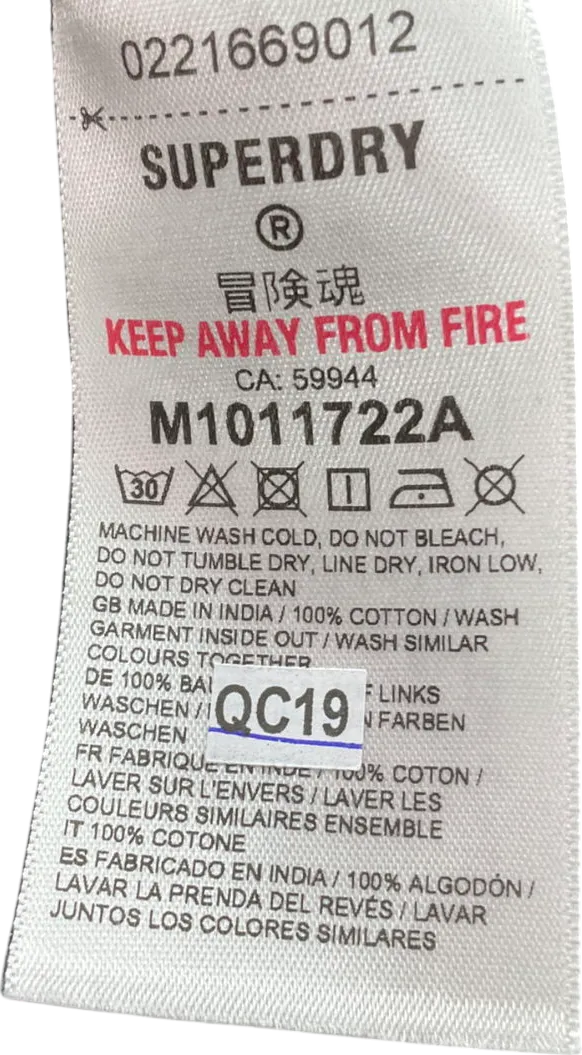 0221669012
SUPERDRY
®
冒険魂
KEEP AWAY FROM FIRE
CA: 59944
M1011722A
30
MACHINE WASH COLD, DO NOT BLEACH,
DO NOT TUMBLE DRY, LINE DRY, IRON LOW,
DO NOT DRY CLEAN
GB MADE IN INDIA / 100% COTTON / WASH
GARMENT INSIDE OUT / WASH SIMILAR
COLOURS TOGETHER
DE 100% LINKS
WASCHEN / FARBEN
QC19
WASCHEN
FR FABRIQUE EN INDE / 100% COTON /
LAVER SUR L'ENVERS / LAVER LES
COULEURS SIMILAIRES ENSEMBLE
IT 100% COTONE
ES FABRICADO EN INDIA / 100% ALGODÓN /
LAVAR LA PRENDA DEL REVÉS / LAVAR
JUNTOS LOS COLORES SIMILARES